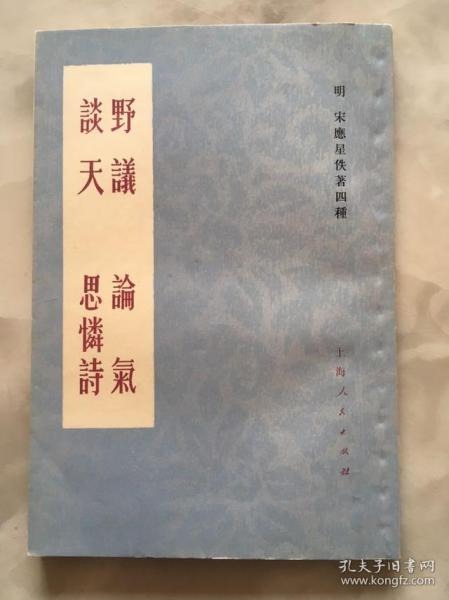 明 宋應星佚著四種
野議 論氣
談天 思憐詩
上海人民出版社
孔夫子旧书网
www.kongfz.com